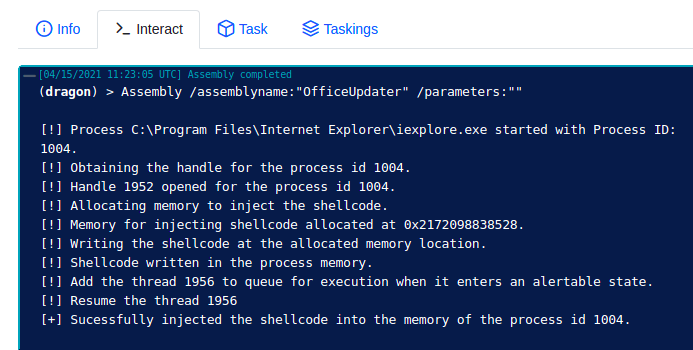 Info Interact Task Taskings
[04/15/2021 11:23:05 UTC] Assembly completed
(dragon) > Assembly /assemblyname:"OfficeUpdater" /parameters:""
[!] Process C:\Program Files\Internet Explorer\iexplore.exe started with Process ID:
1004.
[!] Obtaining the handle for the process id 1004.
[!] Handle 1952 opened for the process id 1004.
[!] Allocating memory to inject the shellcode.
[!] Memory for injecting shellcode allocated at 0x2172098838528.
[!] Writing the shellcode at the allocated memory location.
[!] Shellcode written in the process memory.
[!] Add the thread 1956 to queue for execution when it enters an alertable state.
[!] Resume the thread 1956
[+] Sucessfully injected the shellcode into the memory of the process id 1004.